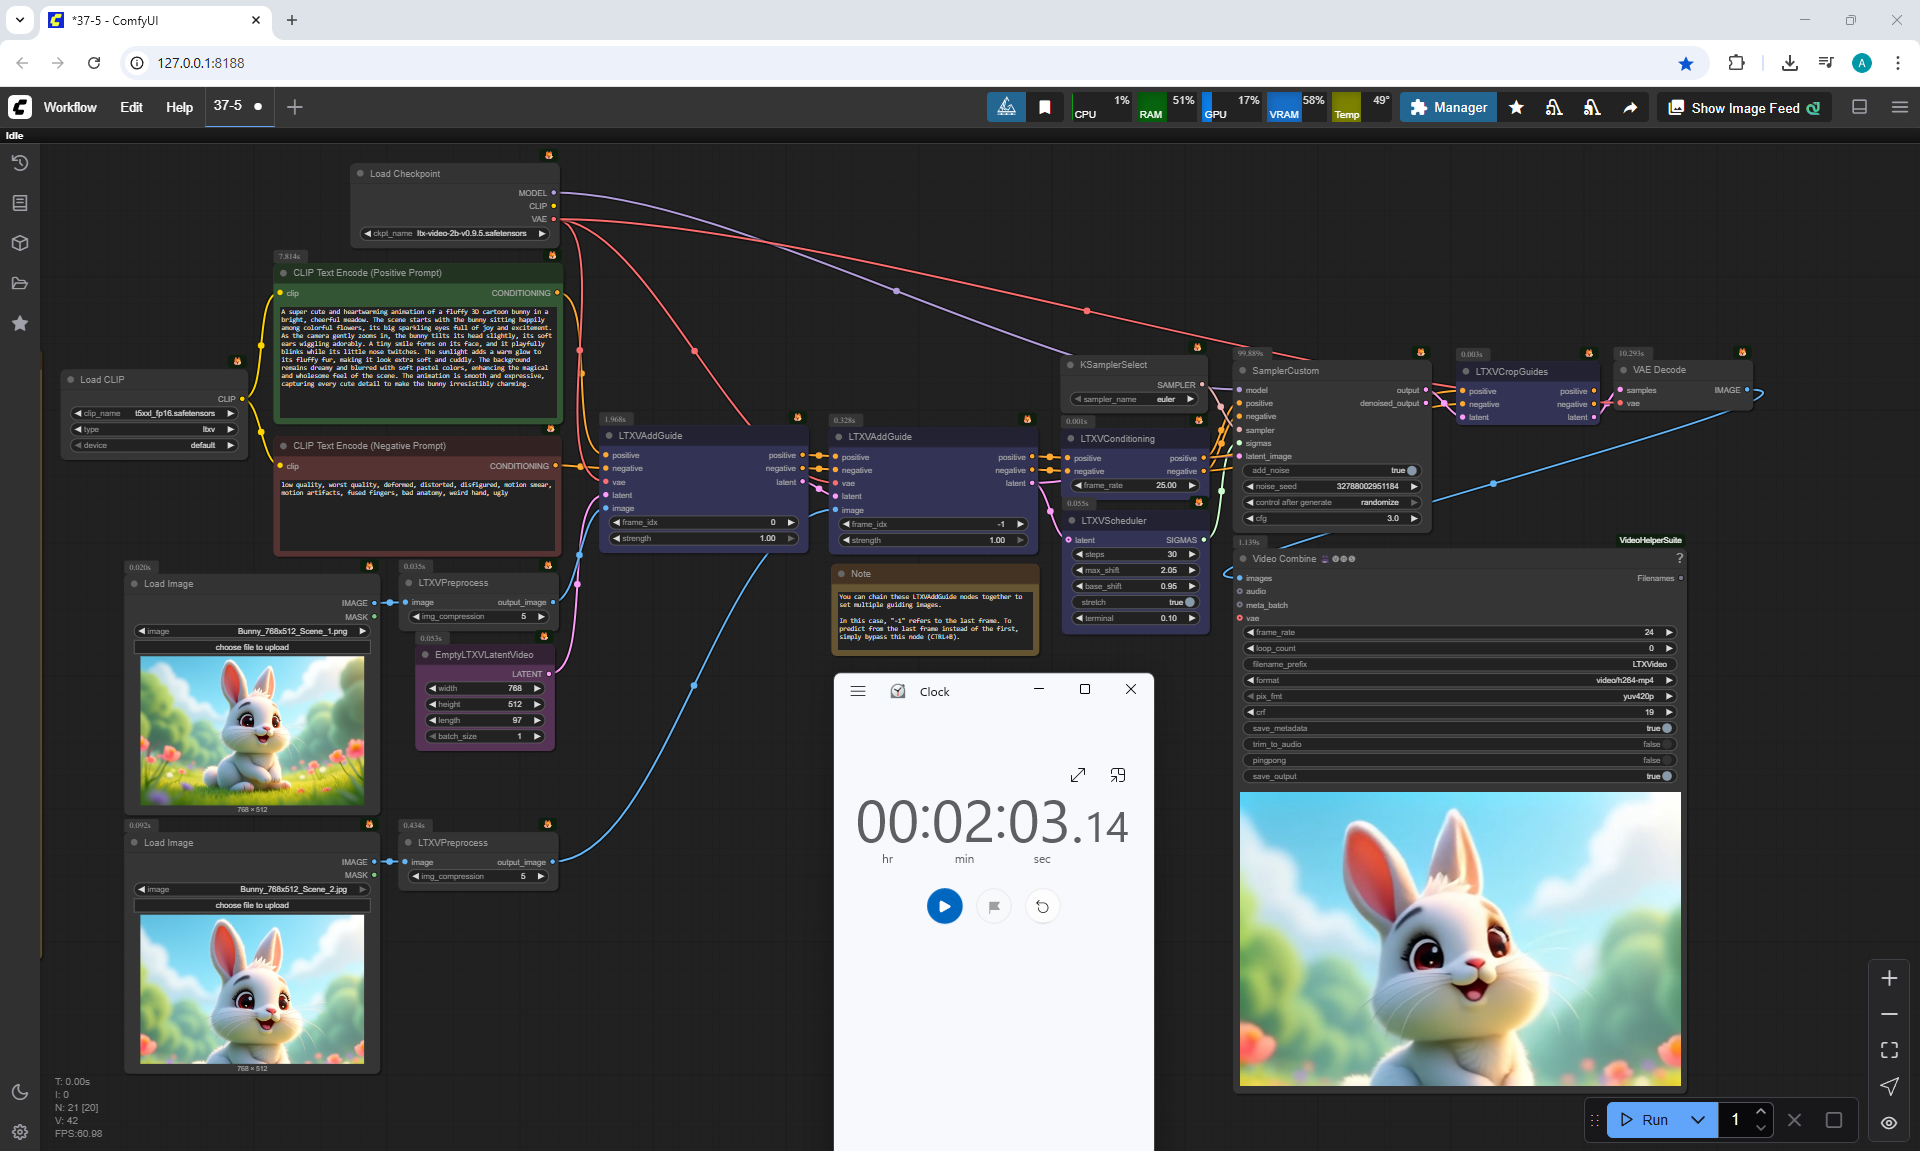 *37-5 - ComfyUI
127.0.0.1:8188
Workflow Edit Help 37-5
CPU 1% RAM 51% GPU 17% VRAM 58% Temp 49°
Manager
Show Image Feed
A
Idle
Load Checkpoint
MODEL
CLIP
VAE
ckpt_name ltx-video-2b-v0.9.5.safetensors
7.814s
CLIP Text Encode (Positive Prompt)
clip CONDITIONING
A super cute and heartwarming animation of a fluffy 3D cartoon bunny in a
bright, cheerful meadow. The scene starts with the bunny sitting happily
among colorful flowers, its big sparkling eyes full of joy and excitement.
As the camera gently zooms in, the bunny tilts its head slightly, its soft
ears wiggling adorably. A tiny smile forms on its face, and it playfully
blinks while its little nose twitches. The sunlight adds a warm glow to
its fluffy fur, making it look extra soft and cuddly. The background
remains dreamy and blurred with soft pastel colors, enhancing the magical
and wholesome feel of the scene. The animation is smooth and expressive,
capturing every cute detail to make the bunny irresistibly charming.
Load CLIP
CLIP
clip_name t5xxl_fp16.safetensors
type ltxv
device default
CLIP Text Encode (Negative Prompt)
clip CONDITIONING
low quality, worst quality, deformed, distorted, disfigured, motion smear,
motion artifacts, fused fingers, bad anatomy, weird hand, ugly
1.968s
LTXVAddGuide
positive positive
negative negative
vae latent
latent
image
frame_idx 0
strength 1.00
0.328s
LTXVAddGuide
positive positive
negative negative
vae latent
latent
image
frame_idx -1
strength 1.00
KSamplerSelect
SAMPLER
sampler_name euler
0.001s
LTXVConditioning
positive positive
negative negative
frame_rate 25.00
0.055s
LTXVScheduler
latent SIGMAS
steps 30
max_shift 2.05
base_shift 0.95
stretch true
terminal 0.10
99.889s
SamplerCustom
model output
positive denoised_output
negative
sampler
sigmas
latent_image
add_noise true
noise_seed 32788002951184
control after generate randomize
cfg 3.0
0.003s
LTXVCropGuides
positive positive
negative negative
latent latent
10.293s
VAE Decode
samples IMAGE
vae
0.020s
Load Image
IMAGE
MASK
image Bunny_768x512_Scene_1.png
choose file to upload
768 × 512
0.035s
LTXVPreprocess
image output_image
img_compression 5
0.053s
EmptyLTXVLatentVideo
LATENT
width 768
height 512
length 97
batch_size 1
Note
You can chain these LTXVAddGuide nodes together to
set multiple guiding images.
In this case, "-1" refers to the last frame. To
predict from the last frame instead of the first,
simply bypass this node (CTRL+B).
0.092s
Load Image
IMAGE
MASK
image Bunny_768x512_Scene_2.jpg
choose file to upload
768 × 512
0.434s
LTXVPreprocess
image output_image
img_compression 5
Clock
00:02:03.14
hr min sec
1.139s
VideoHelperSuite
Video Combine
?
images Filenames
audio
meta_batch
vae
frame_rate 24
loop_count 0
filename_prefix LTXVideo
format video/h264-mp4
pix_fmt yuv420p
crf 19
save_metadata true
trim_to_audio false
pingpong false
save_output true
T: 0.00s
I: 0
N: 21 [20]
V: 42
FPS:60.98
Run 1